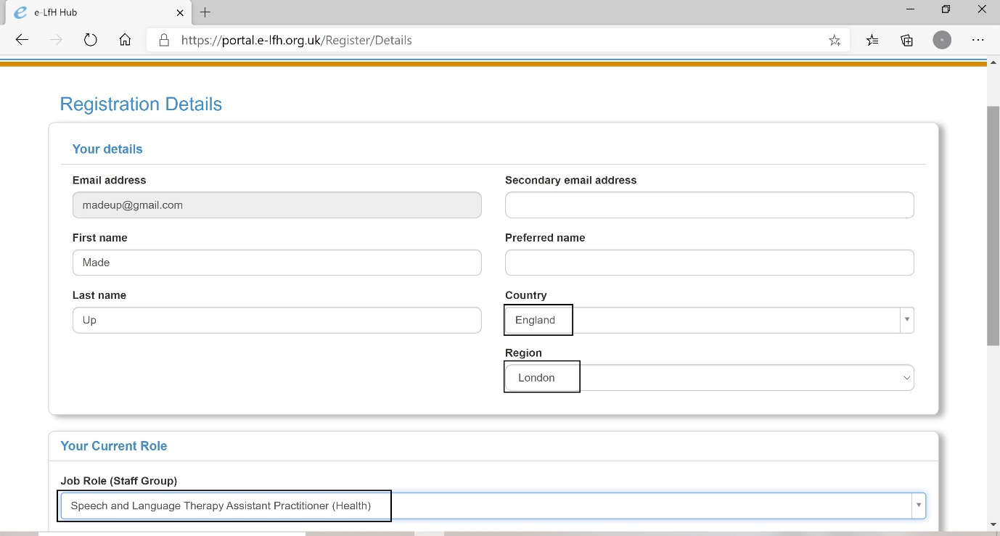 e-LfH Hub
https://portal.e-lfh.org.uk/Register/Details
Registration Details
Your details
Email address
madeup@gmail.com
Secondary email address
First name
Made
Preferred name
Last name
Up
Country
England
Region
London
Your Current Role
Job Role (Staff Group)
Speech and Language Therapy Assistant Practitioner (Health)